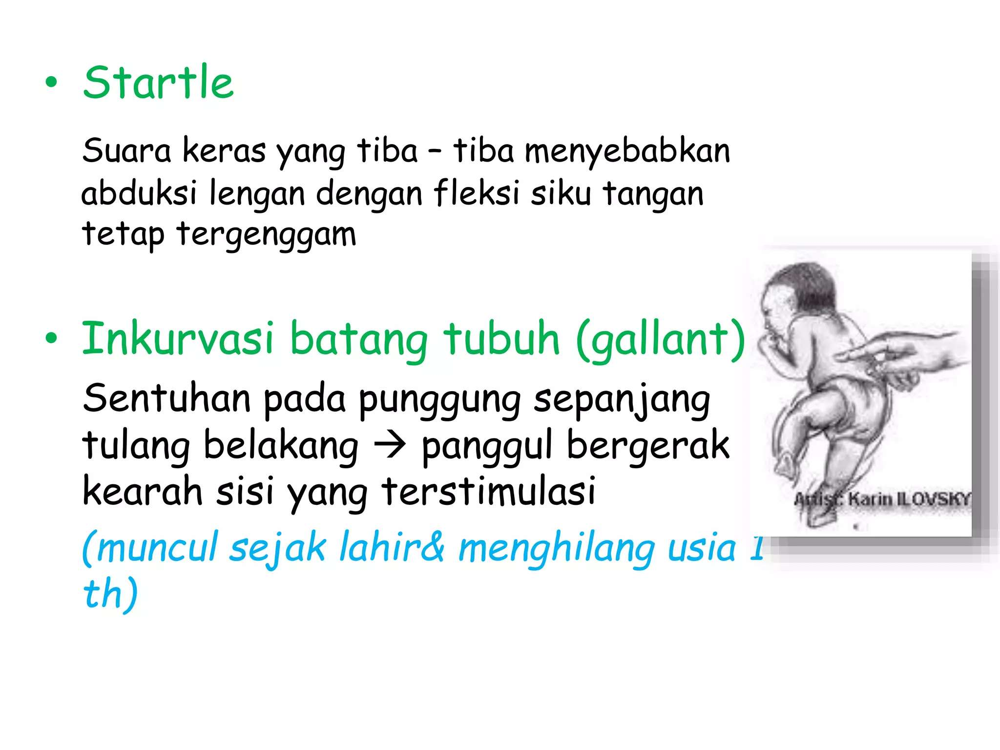 • Startle
Suara keras yang tiba – tiba menyebabkan
abduksi lengan dengan fleksi siku tangan
tetap tergenggam
• Inkurvasi batang tubuh (gallant)
Sentuhan pada punggung sepanjang
tulang belakang → panggul bergerak
kearah sisi yang terstimulasi
Artist: Karin ILOVSKY
(muncul sejak lahir& menghilang usia 1
th)